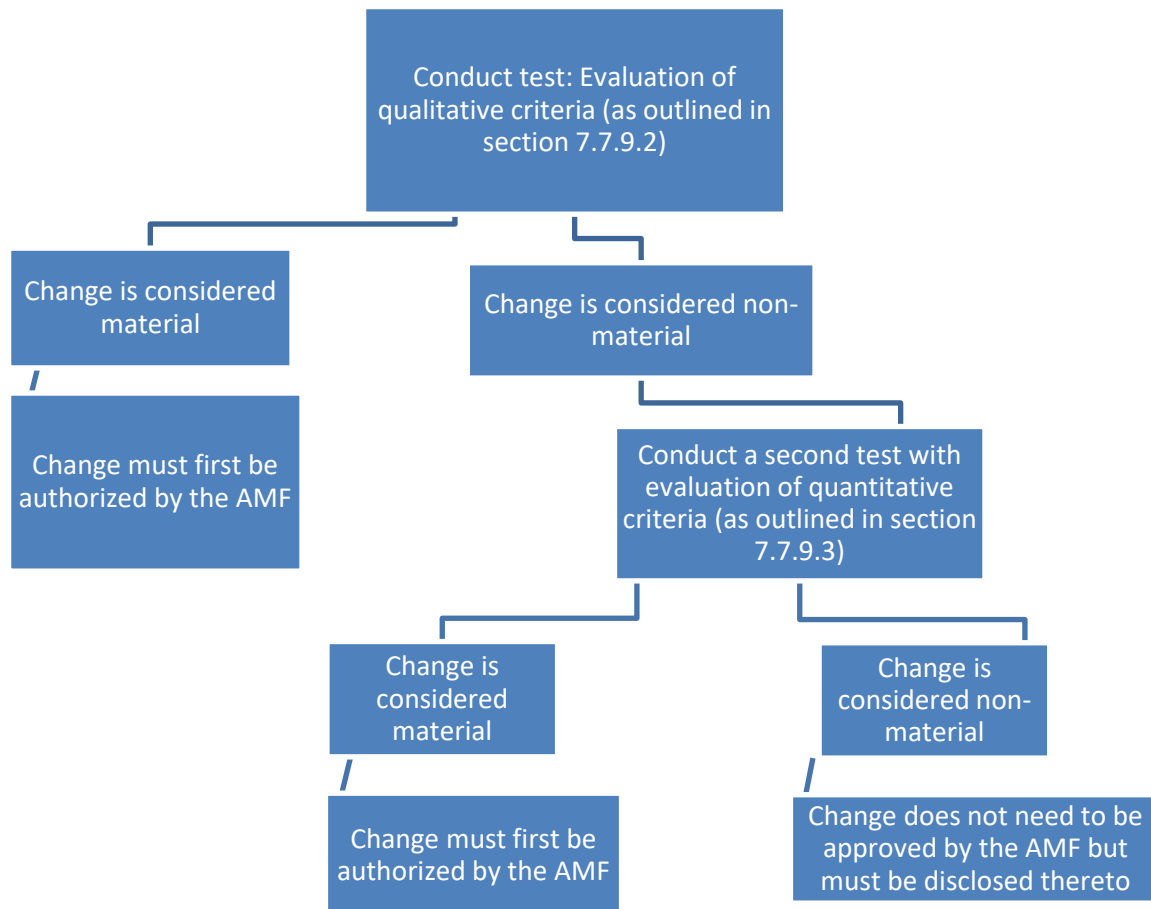 Conduct test: Evaluation of
qualitative criteria (as outlined in
section 7.7.9.2)
Change is considered
material
Change is considered non-
material
Change must first be
authorized by the AMF
Conduct a second test with
evaluation of quantitative
criteria (as outlined in section
7.7.9.3)
Change is
considered
material
Change is
considered non-
material
Change must first be
authorized by the AMF
Change does not need to be
approved by the AMF but
must be disclosed thereto